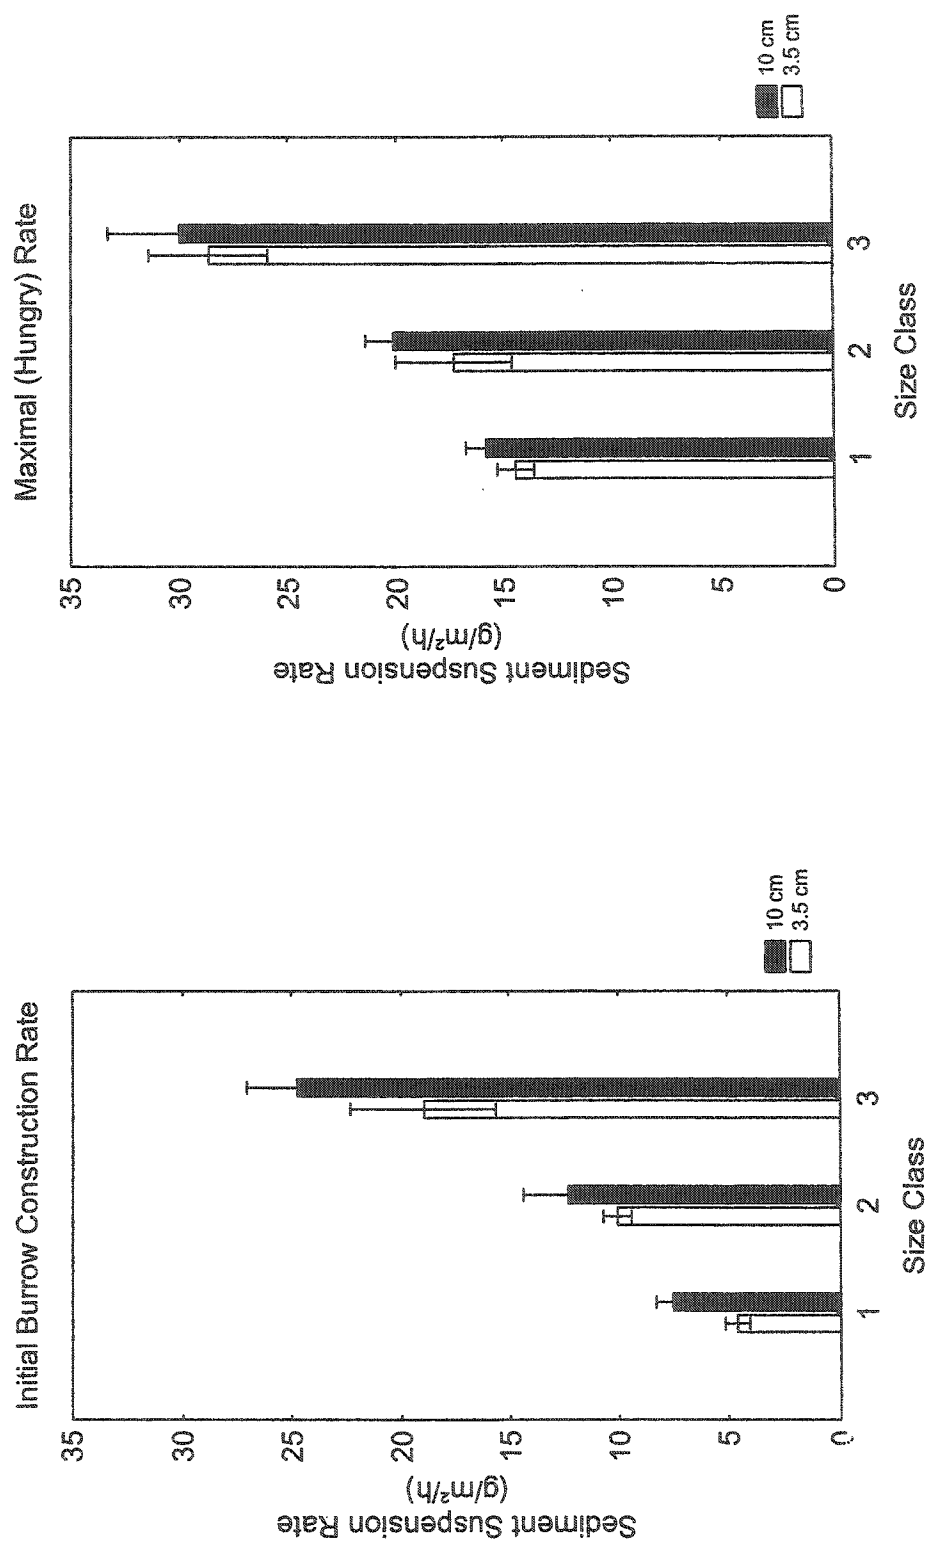 Initial Burrow Construction Rate
Sediment Suspension Rate
(g/m²/h)
35
30
25
20
15
10
5
0
1
2
3
Size Class
10 cm
3.5 cm
Maximal (Hungry) Rate
Sediment Suspension Rate
(g/m²/h)
35
30
25
20
15
10
5
0
1
2
3
Size Class
10 cm
3.5 cm